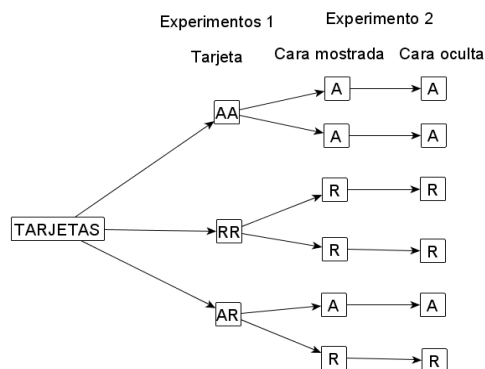 Experimentos 1 Experimento 2
Tarjeta Cara mostrada Cara oculta
A A
AA
A A
R R
TARJETAS RR
R R
A A
AR
R R